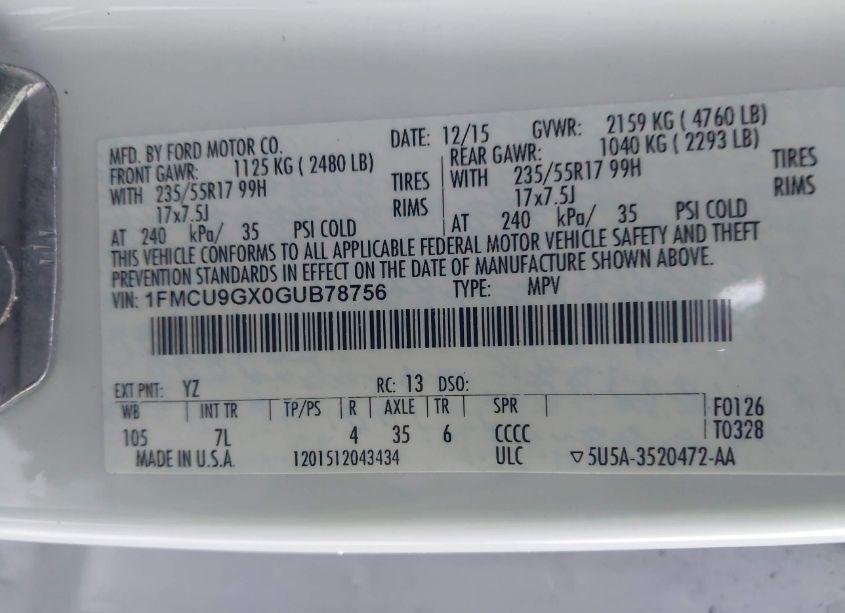 MFD. BY FORD MOTOR CO. DATE: 12/15 GVWR: 2159 KG ( 4760 LB)
FRONT GAWR: 1125 KG ( 2480 LB) REAR GAWR: 1040 KG ( 2293 LB)
WITH 235/55R17 99H TIRES WITH 235/55R17 99H TIRES
17x7.5J RIMS 17x7.5J RIMS
AT 240 kPa/ 35 PSI COLD AT 240 kPa/ 35 PSI COLD
THIS VEHICLE CONFORMS TO ALL APPLICABLE FEDERAL MOTOR VEHICLE SAFETY AND THEFT
PREVENTION STANDARDS IN EFFECT ON THE DATE OF MANUFACTURE SHOWN ABOVE.
VIN: 1FMCU9GX0GUB78756 TYPE: MPV
EXT PNT: YZ RC: 13 DSO:
WB INT TR TP/PS R AXLE TR SPR F0126
105 7L 4 35 6 CCCC T0328
MADE IN U.S.A. 1201512043434 ULC ▽5U5A-3520472-AA